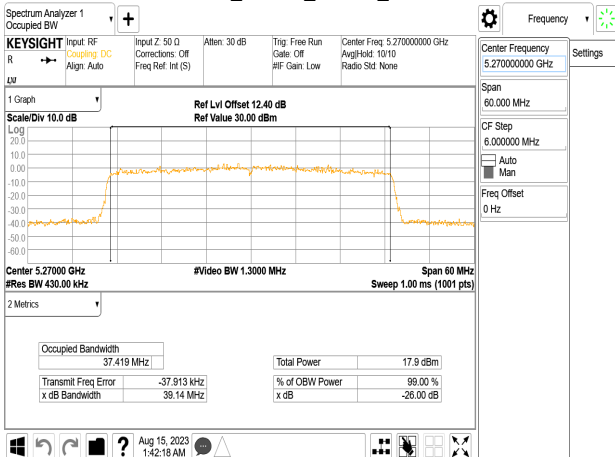 Spectrum Analyzer 1
Occupied BW
Frequency
KEYSIGHT
R
Input: RF
Coupling: DC
Align: Auto
Input Z: 50 Ω
Corrections: Off
Freq Ref: Int (S)
Atten: 30 dB
Trig: Free Run
Gate: Off
#IF Gain: Low
Center Freq: 5.270000000 GHz
Avg|Hold: 10/10
Radio Std: None
LXI
Center Frequency
5.270000000 GHz
Settings
Span
60.000 MHz
CF Step
6.000000 MHz
Auto
Man
Freq Offset
0 Hz
1 Graph
Scale/Div 10.0 dB
Ref Lvl Offset 12.40 dB
Ref Value 30.00 dBm
Log
20.0
10.0
0.00
-10.0
-20.0
-30.0
-40.0
-50.0
-60.0
Center 5.27000 GHz
#Res BW 430.00 kHz
#Video BW 1.3000 MHz
Span 60 MHz
Sweep 1.00 ms (1001 pts)
2 Metrics
Occupied Bandwidth
37.419 MHz
Total Power 17.9 dBm
Transmit Freq Error -37.913 kHz
% of OBW Power 99.00 %
x dB Bandwidth 39.14 MHz
x dB -26.00 dB
?
Aug 15, 2023
1:42:18 AM